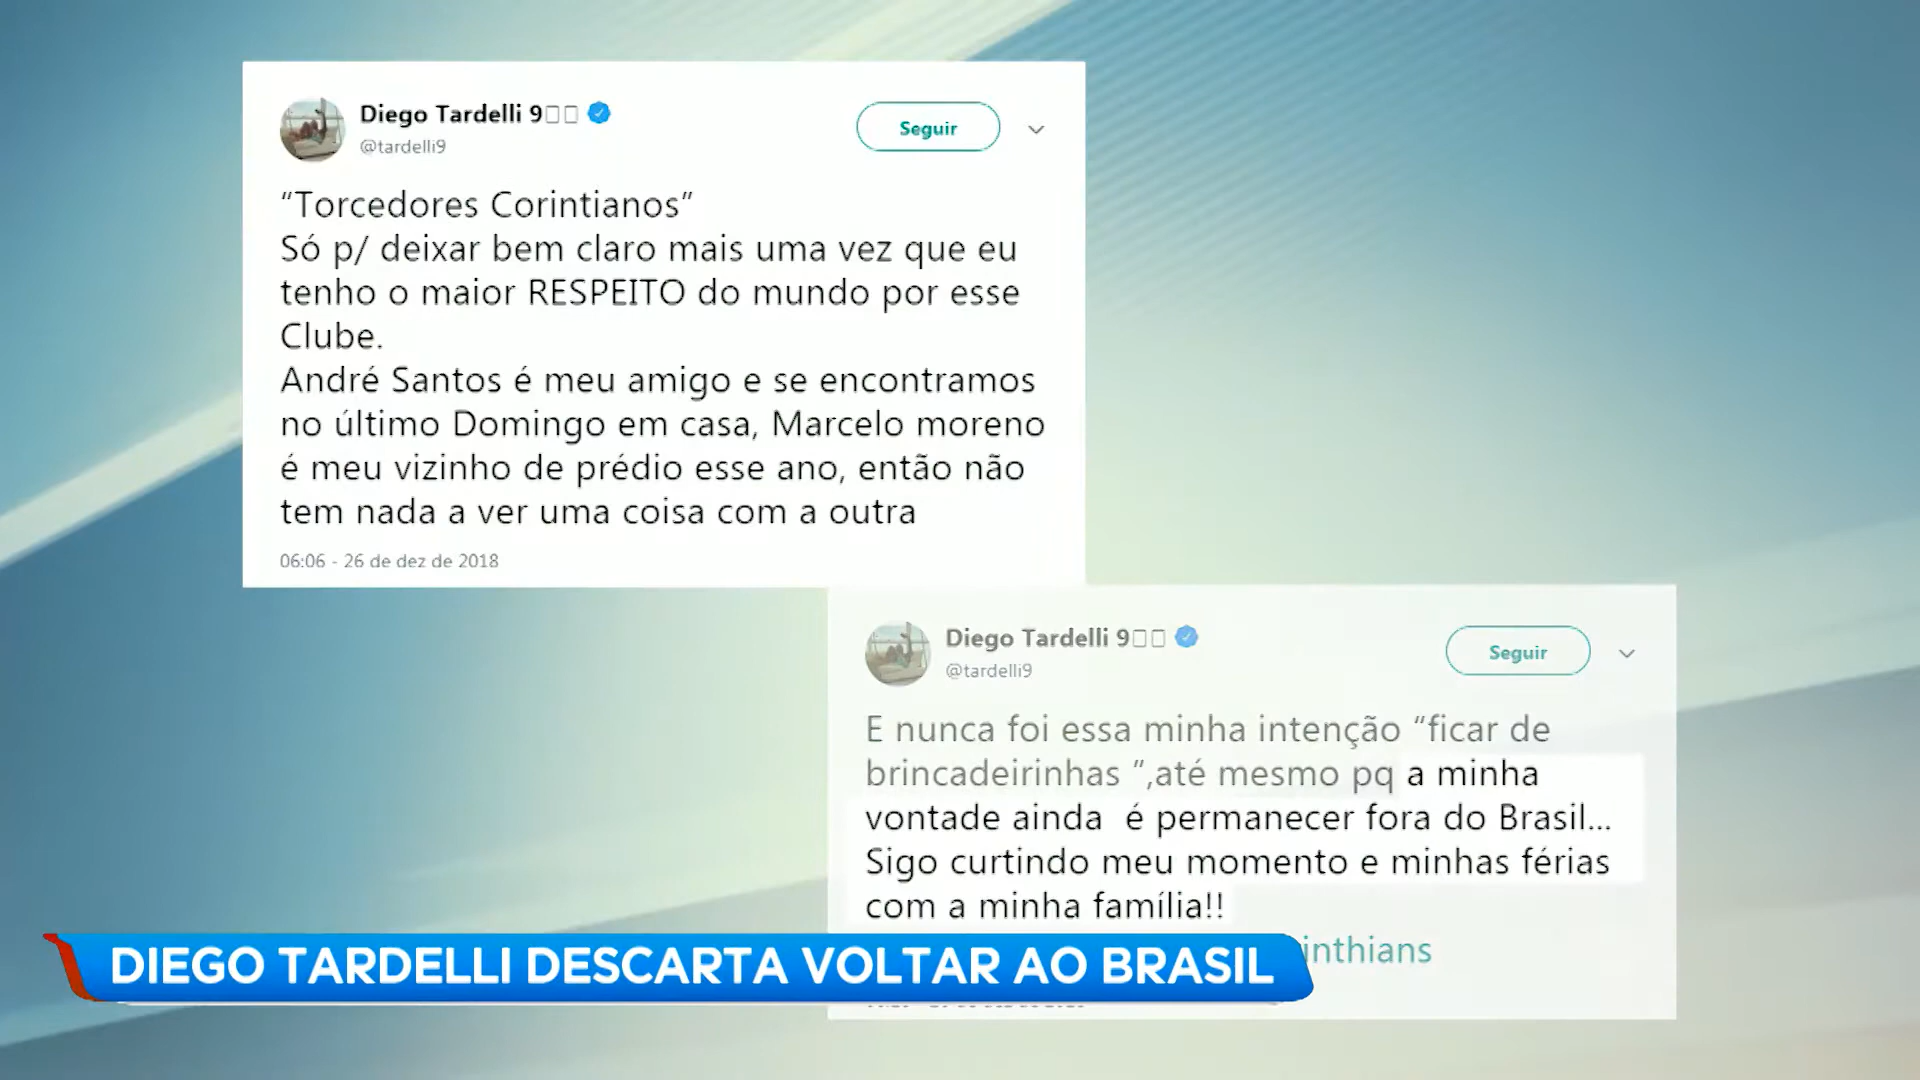 Diego Tardelli 9
@tardelli9
Seguir
“Torcedores Corintianos”
Só p/ deixar bem claro mais uma vez que eu
tenho o maior RESPEITO do mundo por esse
Clube.
André Santos é meu amigo e se encontramos
no último Domingo em casa, Marcelo moreno
é meu vizinho de prédio esse ano, então não
tem nada a ver uma coisa com a outra
06:06 - 26 de dez de 2018
Diego Tardelli 9
@tardelli9
Seguir
E nunca foi essa minha intenção “ficar de
brincadeirinhas ”,até mesmo pq a minha
vontade ainda  é permanecer fora do Brasil...
Sigo curtindo meu momento e minhas férias
com a minha família!!
inthians
DIEGO TARDELLI DESCARTA VOLTAR AO BRASIL